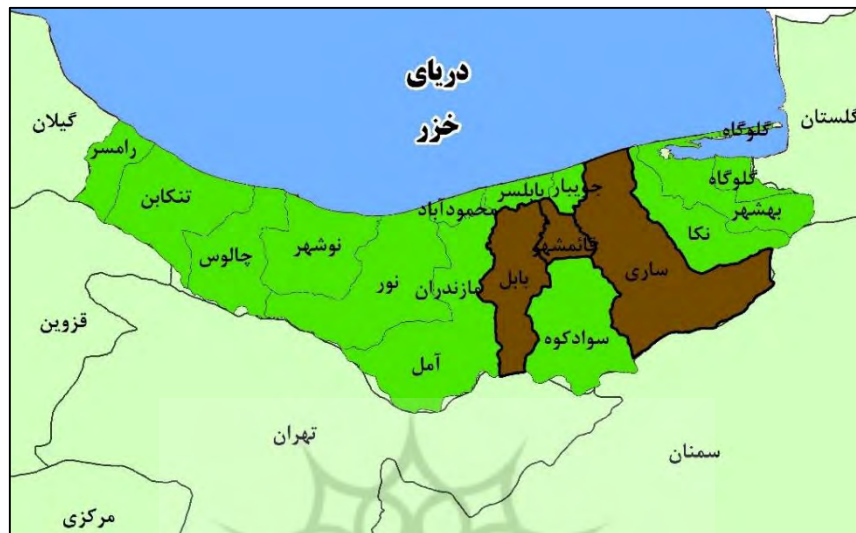 دریای
خزر
گیلان
گلستان
رامسر
تنکابن
چالوس
نوشهر
نور
محمودآباد
مازندران
آمل
بابلسر
جویبار
بابل
قائمشهر
سوادکوه
ساری
نکا
گلوگاه
گلوگاه
بهشهر
قزوین
تهران
سمنان
مرکزی